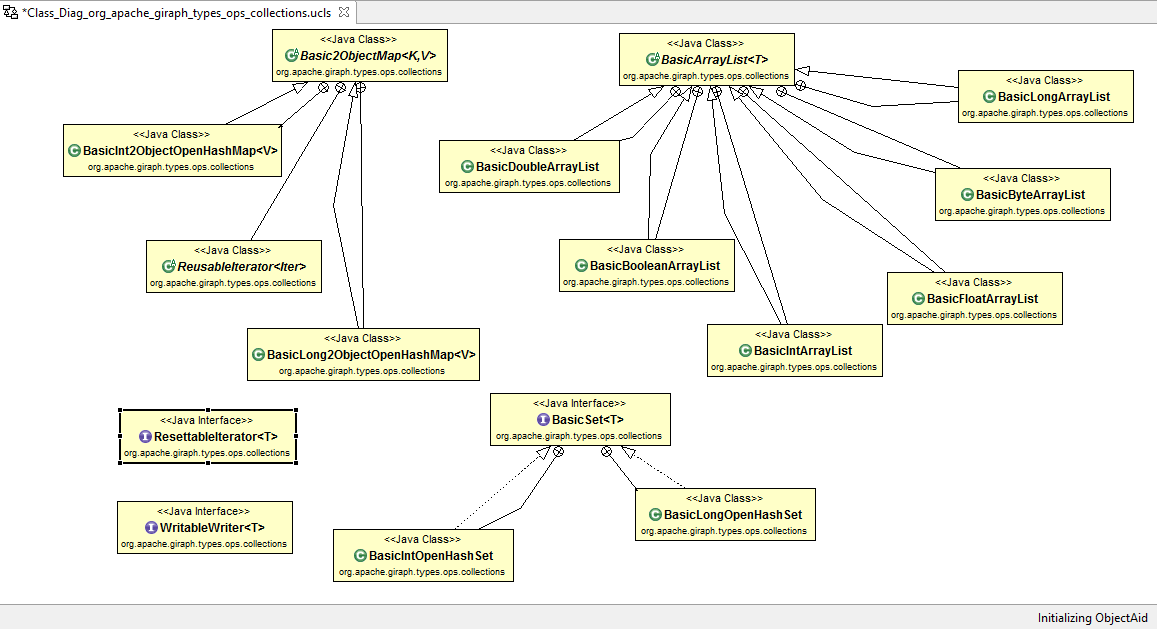 *Class_Diag_org_apache_giraph_types_ops_collections.ucls
<<Java Class>>
Basic2ObjectMap<K,V>
org.apache.giraph.types.ops.collections
<<Java Class>>
BasicArrayList<T>
org.apache.giraph.types.ops.collections
<<Java Class>>
BasicLongArrayList
org.apache.giraph.types.ops.collections
<<Java Class>>
BasicInt2ObjectOpenHashMap<V>
org.apache.giraph.types.ops.collections
<<Java Class>>
BasicDoubleArrayList
org.apache.giraph.types.ops.collections
<<Java Class>>
BasicByteArrayList
org.apache.giraph.types.ops.collections
<<Java Class>>
ReusableIterator<Iter>
org.apache.giraph.types.ops.collections
<<Java Class>>
BasicBooleanArrayList
org.apache.giraph.types.ops.collections
<<Java Class>>
BasicFloatArrayList
org.apache.giraph.types.ops.collections
<<Java Class>>
BasicLong2ObjectOpenHashMap<V>
org.apache.giraph.types.ops.collections
<<Java Class>>
BasicIntArrayList
org.apache.giraph.types.ops.collections
<<Java Interface>>
ResettableIterator<T>
org.apache.giraph.types.ops.collections
<<Java Interface>>
BasicSet<T>
org.apache.giraph.types.ops.collections
<<Java Interface>>
WritableWriter<T>
org.apache.giraph.types.ops.collections
<<Java Class>>
BasicLongOpenHashSet
org.apache.giraph.types.ops.collections
<<Java Class>>
BasicIntOpenHashSet
org.apache.giraph.types.ops.collections
Initializing ObjectAid